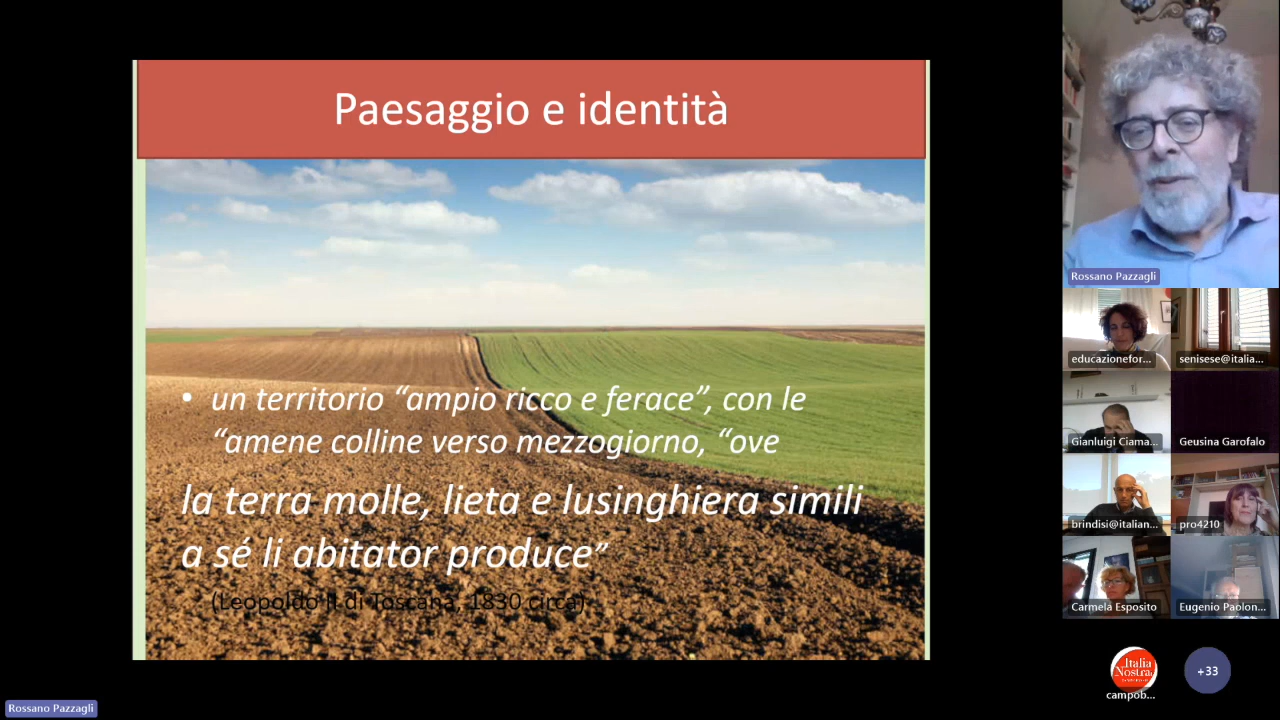 Paesaggio e identità
• un territorio “ampio ricco e ferace”, con le
“amene colline verso mezzogiorno, “ove
la terra molle, lieta e lusinghiera simili
a sé li abitator produce”
(Leopoldo II di Toscana, 1830 circa)
Rossano Pazzagli
educazionefor...
senisese@italia...
Gianluigi Ciama...
Geusina Garofalo
brindisi@italian...
pro4210
Carmela Esposito
Eugenio Paolon...
Italia
Nostra
campob...
+33
Rossano Pazzagli